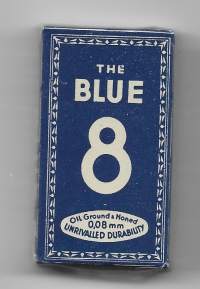 THE
BLUE
8
OIL Ground & Honed
0,08 mm
UNRIVALLED DURABILITY